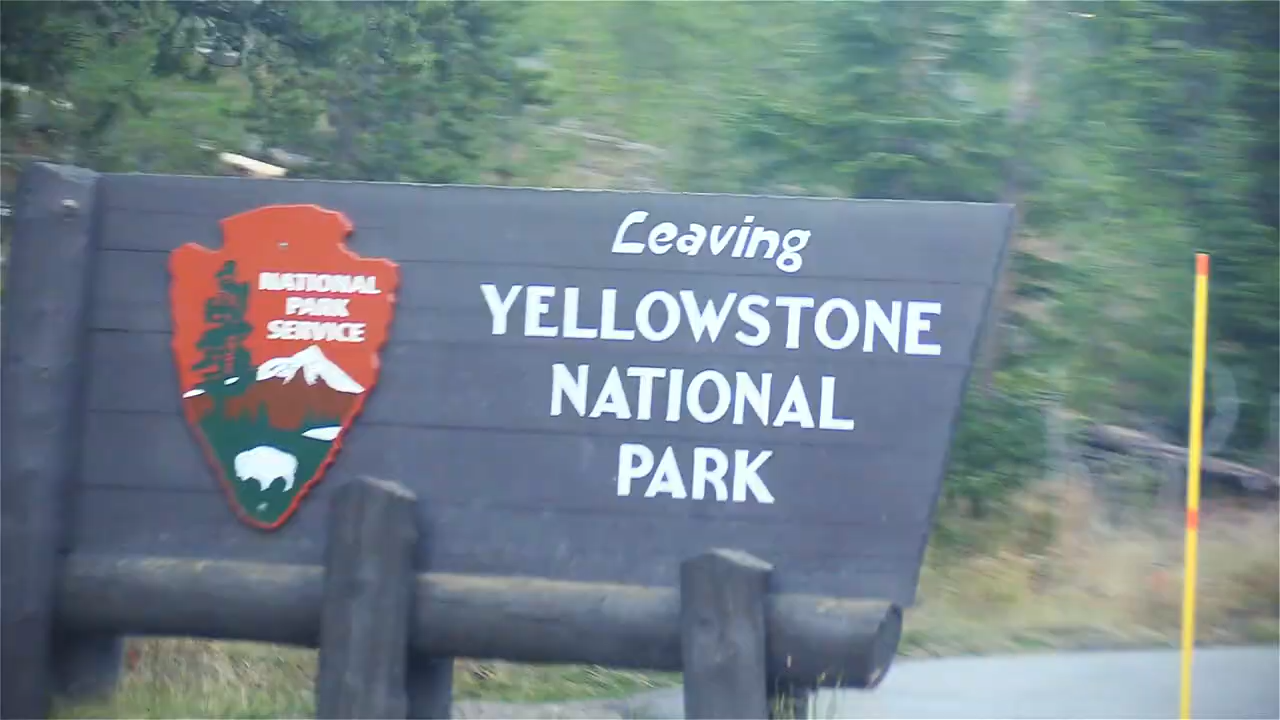 NATIONAL
PARK
SERVICE
Leaving
YELLOWSTONE
NATIONAL
PARK